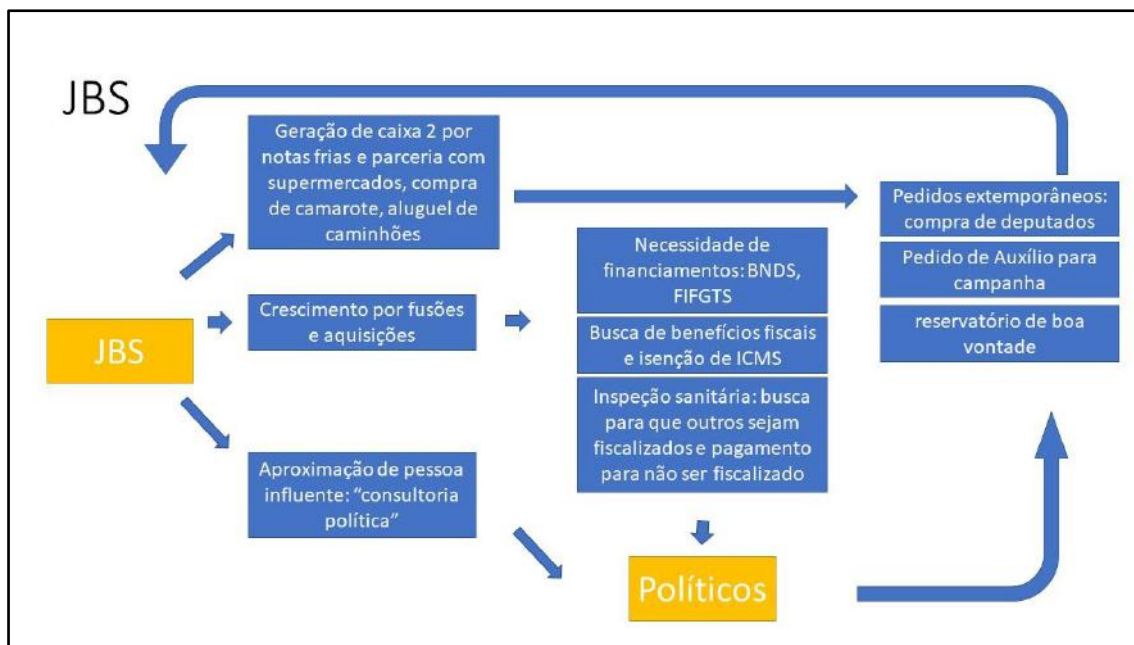 JBS
Geração de caixa 2 por
notas frias e parceria com
supermercados, compra
de camarote, aluguel de
caminhões
Pedidos extemporâneos:
compra de deputados
Pedido de Auxílio para
campanha
reservatório de boa
vontade
Necessidade de
financiamentos: BNDS,
FIFGTS
Busca de benefícios fiscais
e isenção de ICMS
Inspeção sanitária: busca
para que outros sejam
fiscalizados e pagamento
para não ser fiscalizado
Crescimento por fusões
e aquisições
JBS
Aproximação de pessoa
influente: “consultoria
política”
Políticos